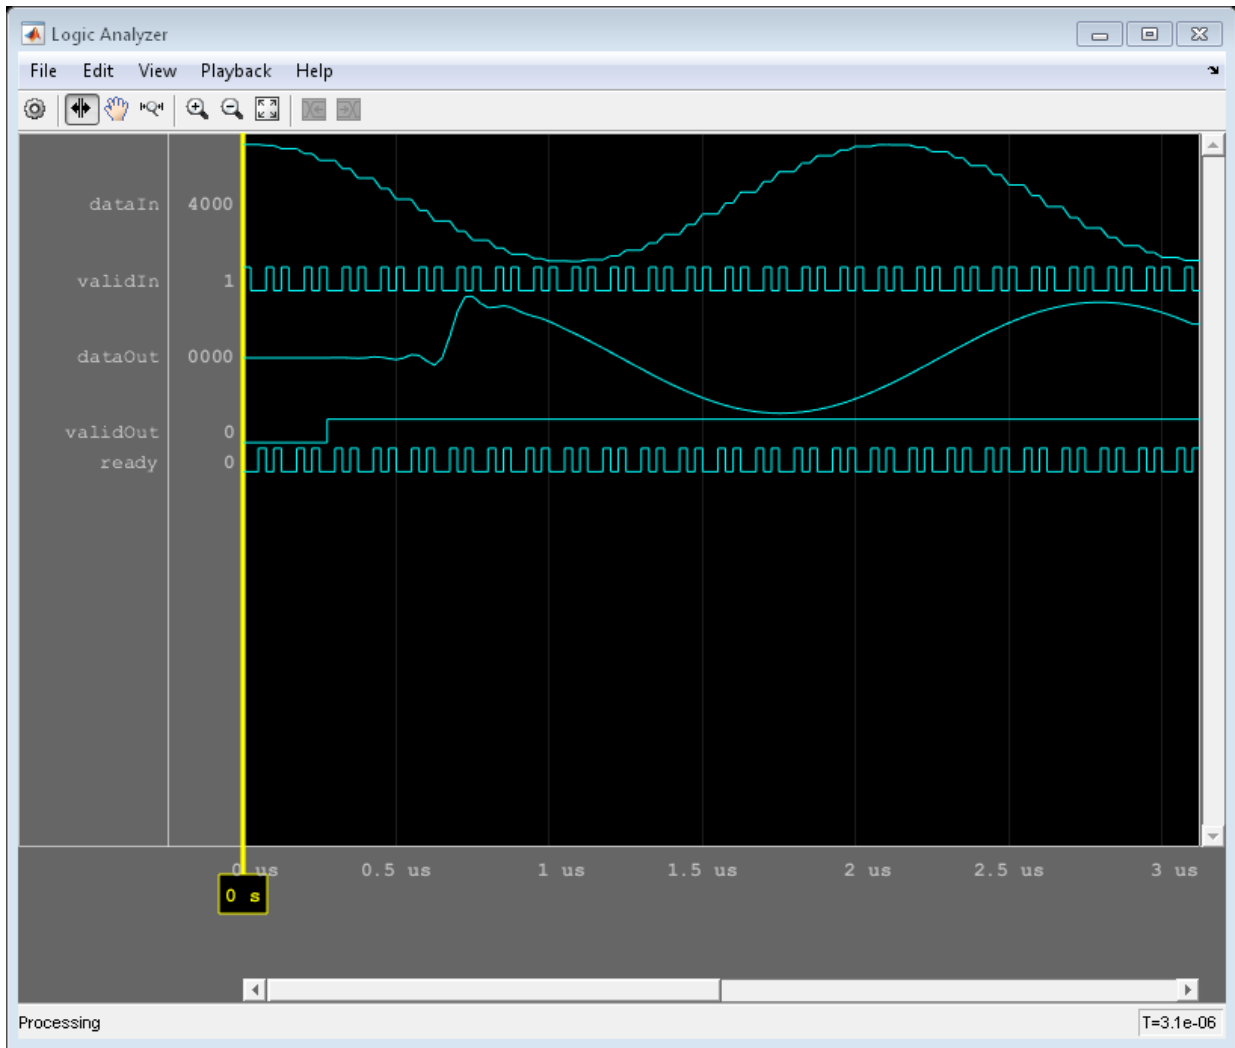 Logic Analyzer
File Edit View Playback Help
dataIn 4000
validIn 1
dataOut 0000
validOut 0
ready 0
0 us 0.5 us 1 us 1.5 us 2 us 2.5 us 3 us
0 s
Processing T=3.1e-06